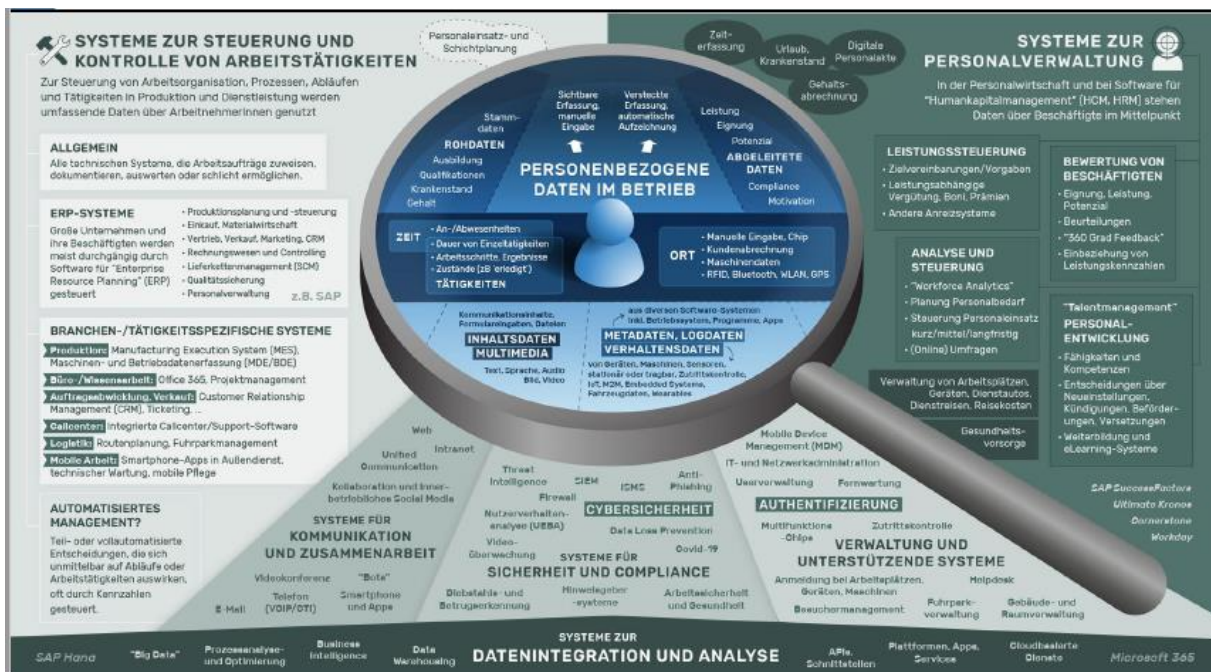 SYSTEME ZUR STEUERUNG UND
KONTROLLE VON ARBEITSTÄTIGKEITEN
Zur Steuerung von Arbeitsorganisation, Prozessen, Abläufen
und Tätigkeiten in Produktion und Dienstleistung werden
umfassende Daten über ArbeitnehmerInnen genutzt
Personaleinsatz- und
Schichtplanung
ALLGEMEIN
Alle technischen Systeme, die Arbeitsaufträge zuweisen,
dokumentieren, auswerten oder schlicht ermöglichen.
ERP-SYSTEME
Große Unternehmen und
ihre Beschäftigten werden
meist durchgängig durch
Software für "Enterprise
Resource Planning" (ERP)
gesteuert
• Produktionsplanung und -steuerung
• Einkauf, Materialwirtschaft
• Vertrieb, Verkauf, Marketing, CRM
• Rechnungswesen und Controlling
• Lieferkettenmanagement (SCM)
• Qualitätssicherung
• Personalverwaltung
z.B. SAP
BRANCHEN-/TÄTIGKEITSSPEZIFISCHE SYSTEME
Produktion: Manufacturing Execution System (MES),
Maschinen- und Betriebsdatenerfassung (MDE/BDE)
Büro-/Wissensarbeit: Office 365, Projektmanagement
Auftragsabwicklung, Verkauf: Customer Relationship
Management (CRM), Ticketing, ...
Callcenter: Integrierte Callcenter/Support-Software
Logistik: Routenplanung, Fuhrparkmanagement
Mobile Arbeit: Smartphone-Apps in Außendienst,
technischer Wartung, mobile Pflege
AUTOMATISIERTES
MANAGEMENT?
Teil- oder vollautomatisierte
Entscheidungen, die sich
unmittelbar auf Abläufe oder
Arbeitstätigkeiten auswirken,
oft durch Kennzahlen
gesteuert.
Sichtbare
Erfassung,
manuelle
Eingabe
Versteckte
Erfassung,
automatische
Aufzeichnung
Stamm-
daten
ROHDATEN
Ausbildung
Qualifikationen
Krankenstand
Gehalt
PERSONENBEZOGENE
DATEN IM BETRIEB
Leistung
Eignung
Potenzial
ABGELEITETE
DATEN
Compliance
Motivation
ZEIT
• An-/Abwesenheiten
• Dauer von Einzeltätigkeiten
• Arbeitsschritte, Ergebnisse
• Zustände (zB 'erledigt')
TÄTIGKEITEN
ORT
• Manuelle Eingabe, Chip
• Kundenabrechnung
• Maschinendaten
• RFID, Bluetooth, WLAN, GPS
Kommunikationsinhalte,
Formulareingaben, Dateien
INHALTSDATEN
MULTIMEDIA
Text, Sprache, Audio
Bild, Video
aus diversen Software-Systemen
inkl. Betriebssystem, Programme, Apps
METADATEN, LOGDATEN
VERHALTENSDATEN
von Geräten, Maschinen, Sensoren,
stationär oder tragbar, Zutrittskontrolle,
IoT, M2M, Embedded Systems,
Fahrzeugdaten, Wearables
Zeit-
erfassung
Urlaub,
Krankenstand
Digitale
Personalakte
Gehalts-
abrechnung
SYSTEME ZUR
PERSONALVERWALTUNG
In der Personalwirtschaft und bei Software für
"Humankapitalmanagement" (HCM, HRM) stehen
Daten über Beschäftigte im Mittelpunkt
LEISTUNGSSTEUERUNG
• Zielvereinbarungen/Vorgaben
• Leistungsabhängige
Vergütung, Boni, Prämien
• Andere Anreizsysteme
ANALYSE UND
STEUERUNG
• "Workforce Analytics"
• Planung Personalbedarf
• Steuerung Personaleinsatz
kurz/mittel/langfristig
• (Online) Umfragen
BEWERTUNG VON
BESCHÄFTIGTEN
• Eignung, Leistung,
Potenzial
• Beurteilungen
• "360 Grad Feedback"
• Einbeziehung von
Leistungskennzahlen
"Talentmanagement"
PERSONAL-
ENTWICKLUNG
• Fähigkeiten und
Kompetenzen
• Entscheidungen über
Neueinstellungen,
Kündigungen, Beförder-
ungen, Versetzungen
• Weiterbildung und
eLearning-Systeme
Verwaltung von Arbeitsplätzen,
Geräten, Dienstautos,
Dienstreisen, Reisekosten
Gesundheits-
vorsorge
SAP SuccessFactors
Ultimate Kronos
Cornerstone
Workday
Web
Intranet
Unified
Communication
Kollaboration und inner-
betriebliches Social Media
SYSTEME FÜR
KOMMUNIKATION
UND ZUSAMMENARBEIT
Videokonferenz
"Bots"
E-Mail
Telefon
(VOIP/CTI)
Smartphone
und Apps
Threat
Intelligence
SIEM
ISMS
Anti-
Phishing
Firewall
Nutzerverhalten-
analyse (UEBA)
CYBERSICHERHEIT
Data Loss Prevention
Video-
überwachung
Covid-19
SYSTEME FÜR
SICHERHEIT UND COMPLIANCE
Diebstahls- und
Betrugserkennung
Hinweisgeber
-systeme
Arbeitssicherheit
und Gesundheit
Mobile Device
Management (MDM)
IT- und Netzwerkadministration
Userverwaltung
Fernwartung
AUTHENTIFIZIERUNG
Multifunktions
-Chips
Zutrittskontrolle
VERWALTUNG UND
UNTERSTÜTZENDE SYSTEME
Anmeldung bei Arbeitsplätzen,
Geräten, Maschinen
Helpdesk
Besuchermanagement
Fuhrpark-
verwaltung
Gebäude- und
Raumverwaltung
SAP Hana
"Big Data"
Prozessanalyse-
und Optimierung
Business
Intelligence
Data
Warehousing
SYSTEME ZUR
DATENINTEGRATION UND ANALYSE
APIs,
Schnittstellen
Plattformen, Apps,
Services
Cloudbasierte
Dienste
Microsoft 365